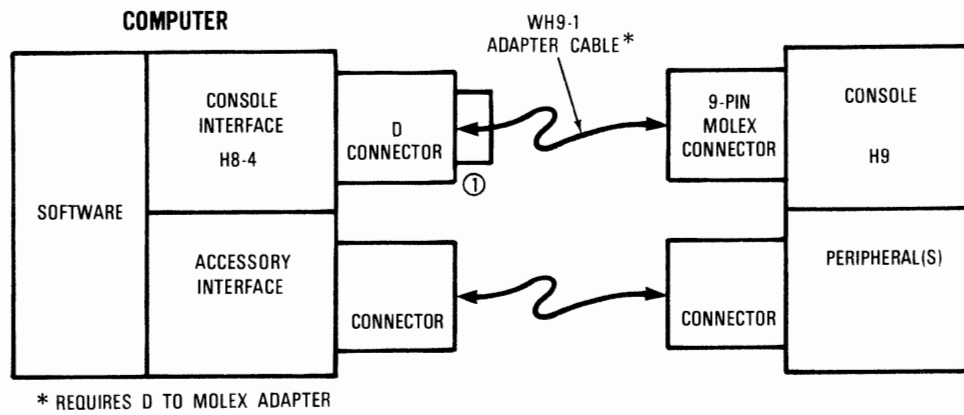 COMPUTER
WH9-1
ADAPTER CABLE*
CONSOLE
INTERFACE
H8-4
D
CONNECTOR
①
9-PIN
MOLEX
CONNECTOR
CONSOLE
H9
SOFTWARE
ACCESSORY
INTERFACE
CONNECTOR
CONNECTOR
PERIPHERAL(S)
* REQUIRES D TO MOLEX ADAPTER